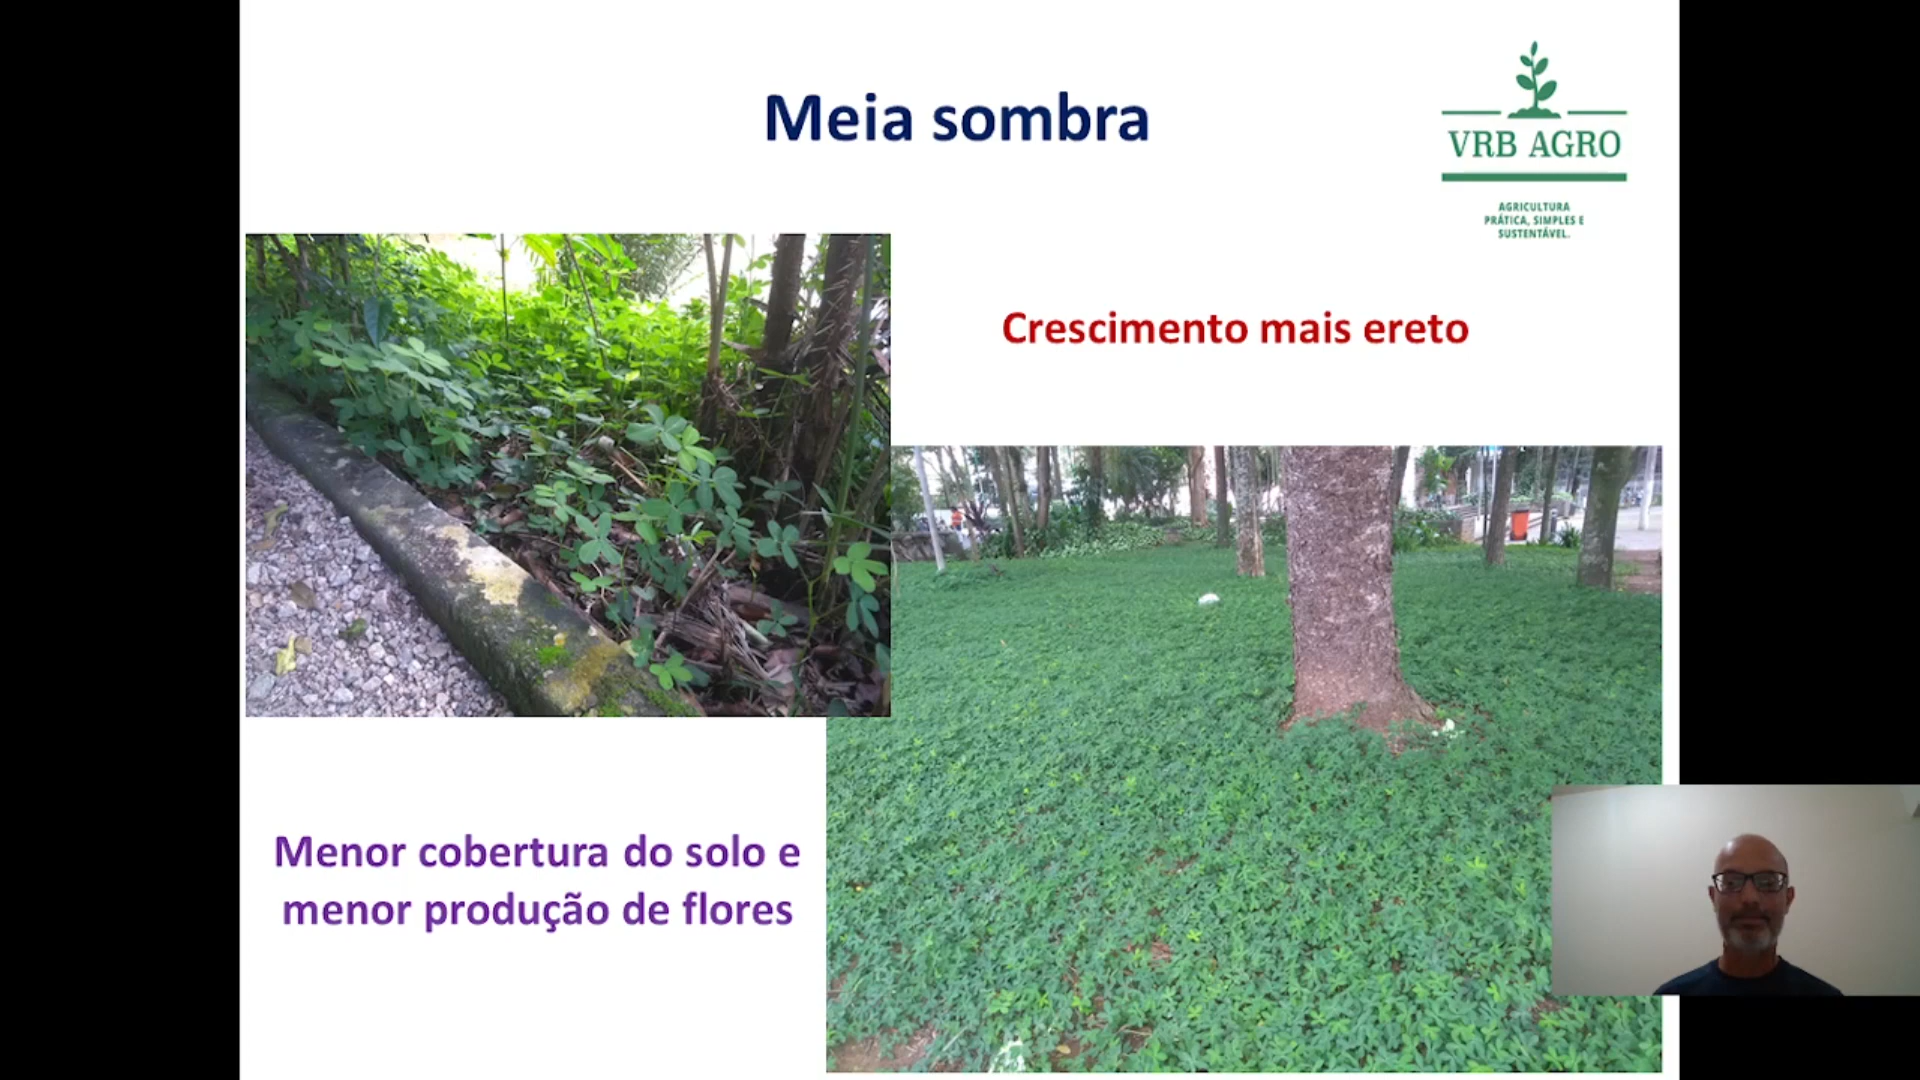 Meia sombra
VRB AGRO
AGRICULTURA
PRÁTICA, SIMPLES E
SUSTENTÁVEL.
Crescimento mais ereto
Menor cobertura do solo e
menor produção de flores